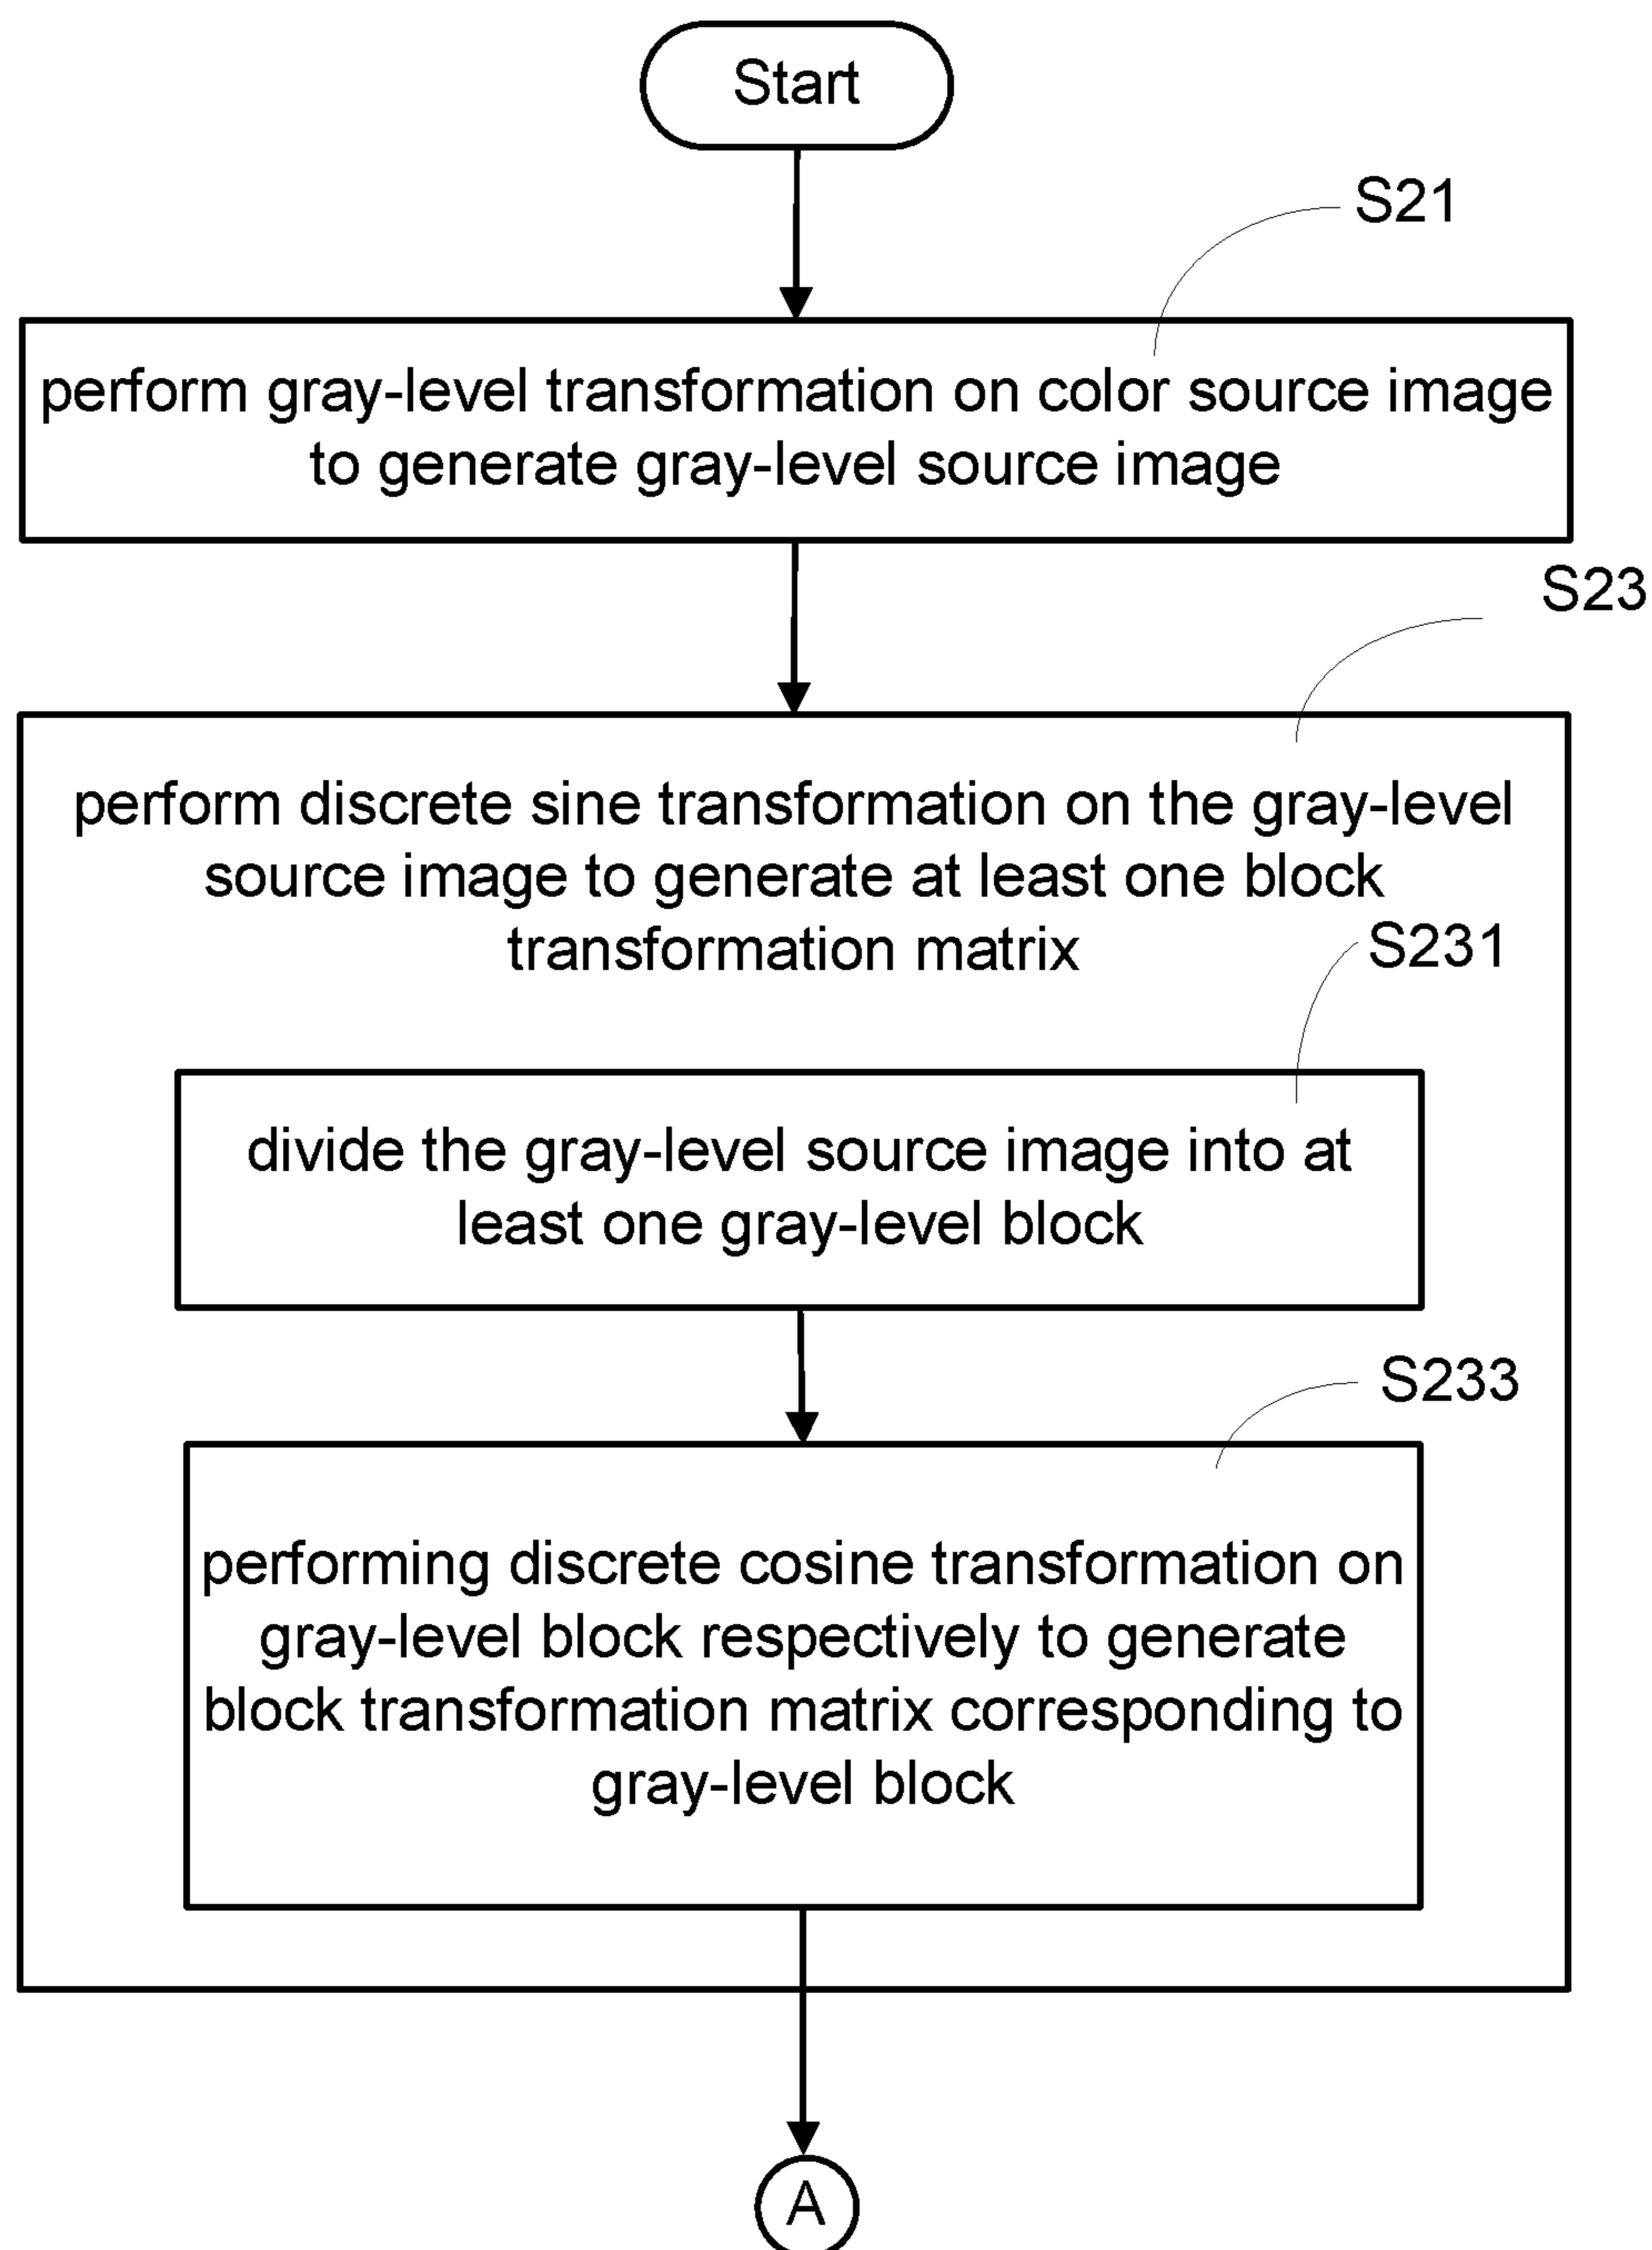 Start
S21
perform gray-level transformation on color source image
to generate gray-level source image
S23
perform discrete sine transformation on the gray-level
source image to generate at least one block
transformation matrix
S231
divide the gray-level source image into at
least one gray-level block
S233
performing discrete cosine transformation on
gray-level block respectively to generate
block transformation matrix corresponding to
gray-level block
A